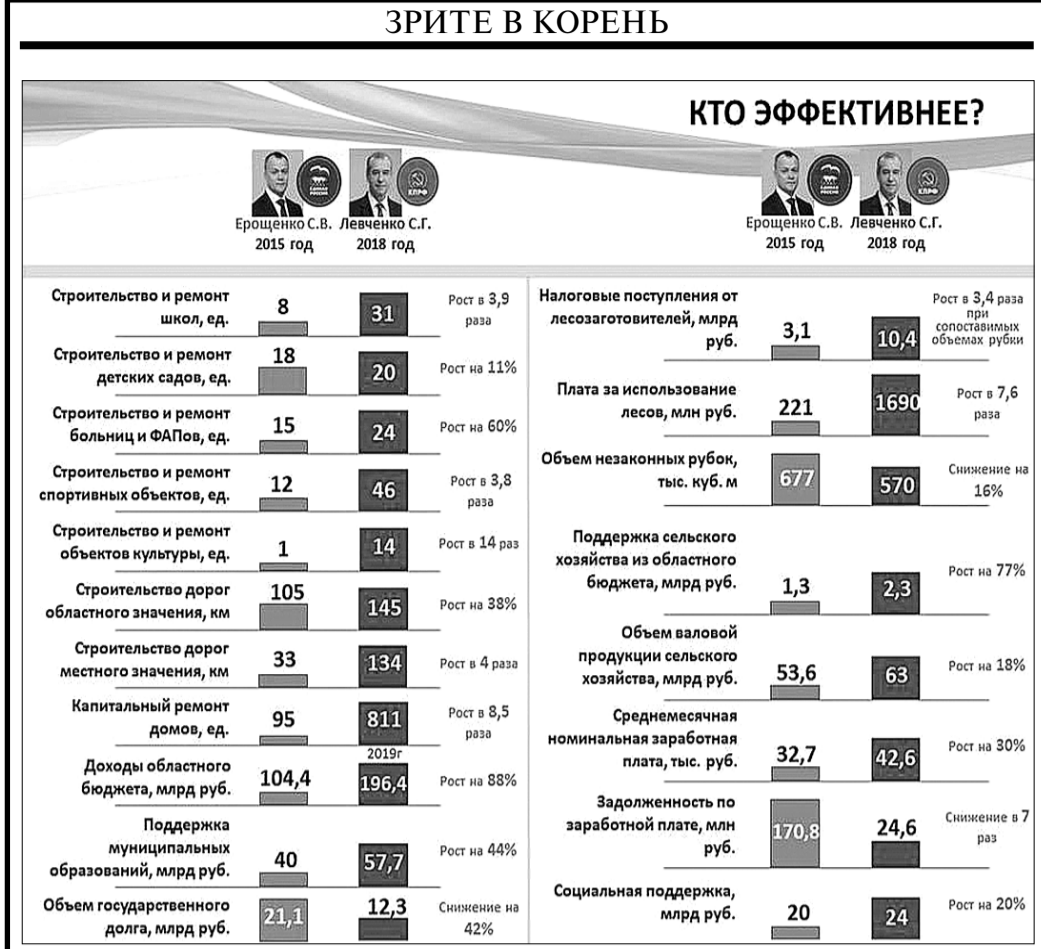 ЗРИТЕ В КОРЕНЬ
КТО ЭФФЕКТИВНЕЕ?
ЕДИНАЯ
РОССИЯ
КПРФ
Ерощенко С.В. Левченко С.Г.
2015 год 2018 год
Строительство и ремонт
школ, ед.
8
31
Рост в 3,9
раза
Строительство и ремонт
детских садов, ед.
18
20
Рост на 11%
Строительство и ремонт
больниц и ФАПов, ед.
15
24
Рост на 60%
Строительство и ремонт
спортивных объектов, ед.
12
46
Рост в 3,8
раза
Строительство и ремонт
объектов культуры, ед.
1
14
Рост в 14 раз
Строительство дорог
областного значения, км
105
145
Рост на 38%
Строительство дорог
местного значения, км
33
134
Рост в 4 раза
Капитальный ремонт
домов, ед.
95
811
Рост в 8,5
раза
Доходы областного
бюджета, млрд руб.
104,4
2019г
196,4
Рост на 88%
Поддержка
муниципальных
образований, млрд руб.
40
57,7
Рост на 44%
Объем государственного
долга, млрд руб.
21,1
12,3
Снижение на
42%
ЕДИНАЯ
РОССИЯ
КПРФ
Ерощенко С.В. Левченко С.Г.
2015 год 2018 год
Налоговые поступления от
лесозаготовителей, млрд
руб.
3,1
10,4
Рост в 3,4 раза
при
сопоставимых
объемах рубки
Плата за использование
лесов, млн руб.
221
1690
Рост в 7,6
раза
Объем незаконных рубок,
тыс. куб. м
677
570
Снижение на
16%
Поддержка сельского
хозяйства из областного
бюджета, млрд руб.
1,3
2,3
Рост на 77%
Объем валовой
продукции сельского
хозяйства, млрд руб.
53,6
63
Рост на 18%
Среднемесячная
номинальная заработная
плата, тыс. руб.
32,7
42,6
Рост на 30%
Задолженность по
заработной плате, млн
руб.
170,8
24,6
Снижение в 7
раз
Социальная поддержка,
млрд руб.
20
24
Рост на 20%